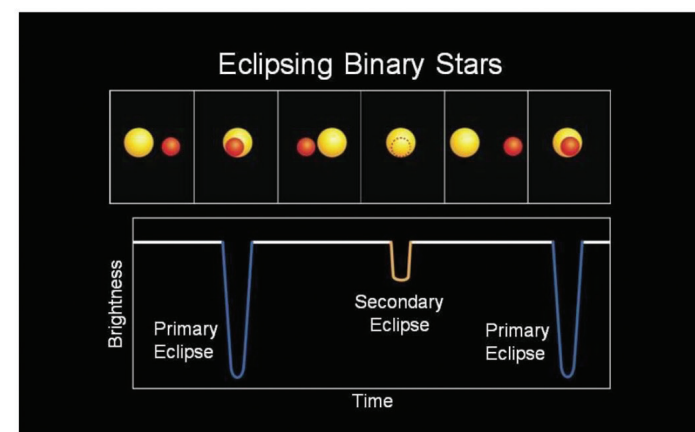 Eclipsing Binary Stars
Brightness
Primary
Eclipse
Secondary
Eclipse
Primary
Eclipse
Time